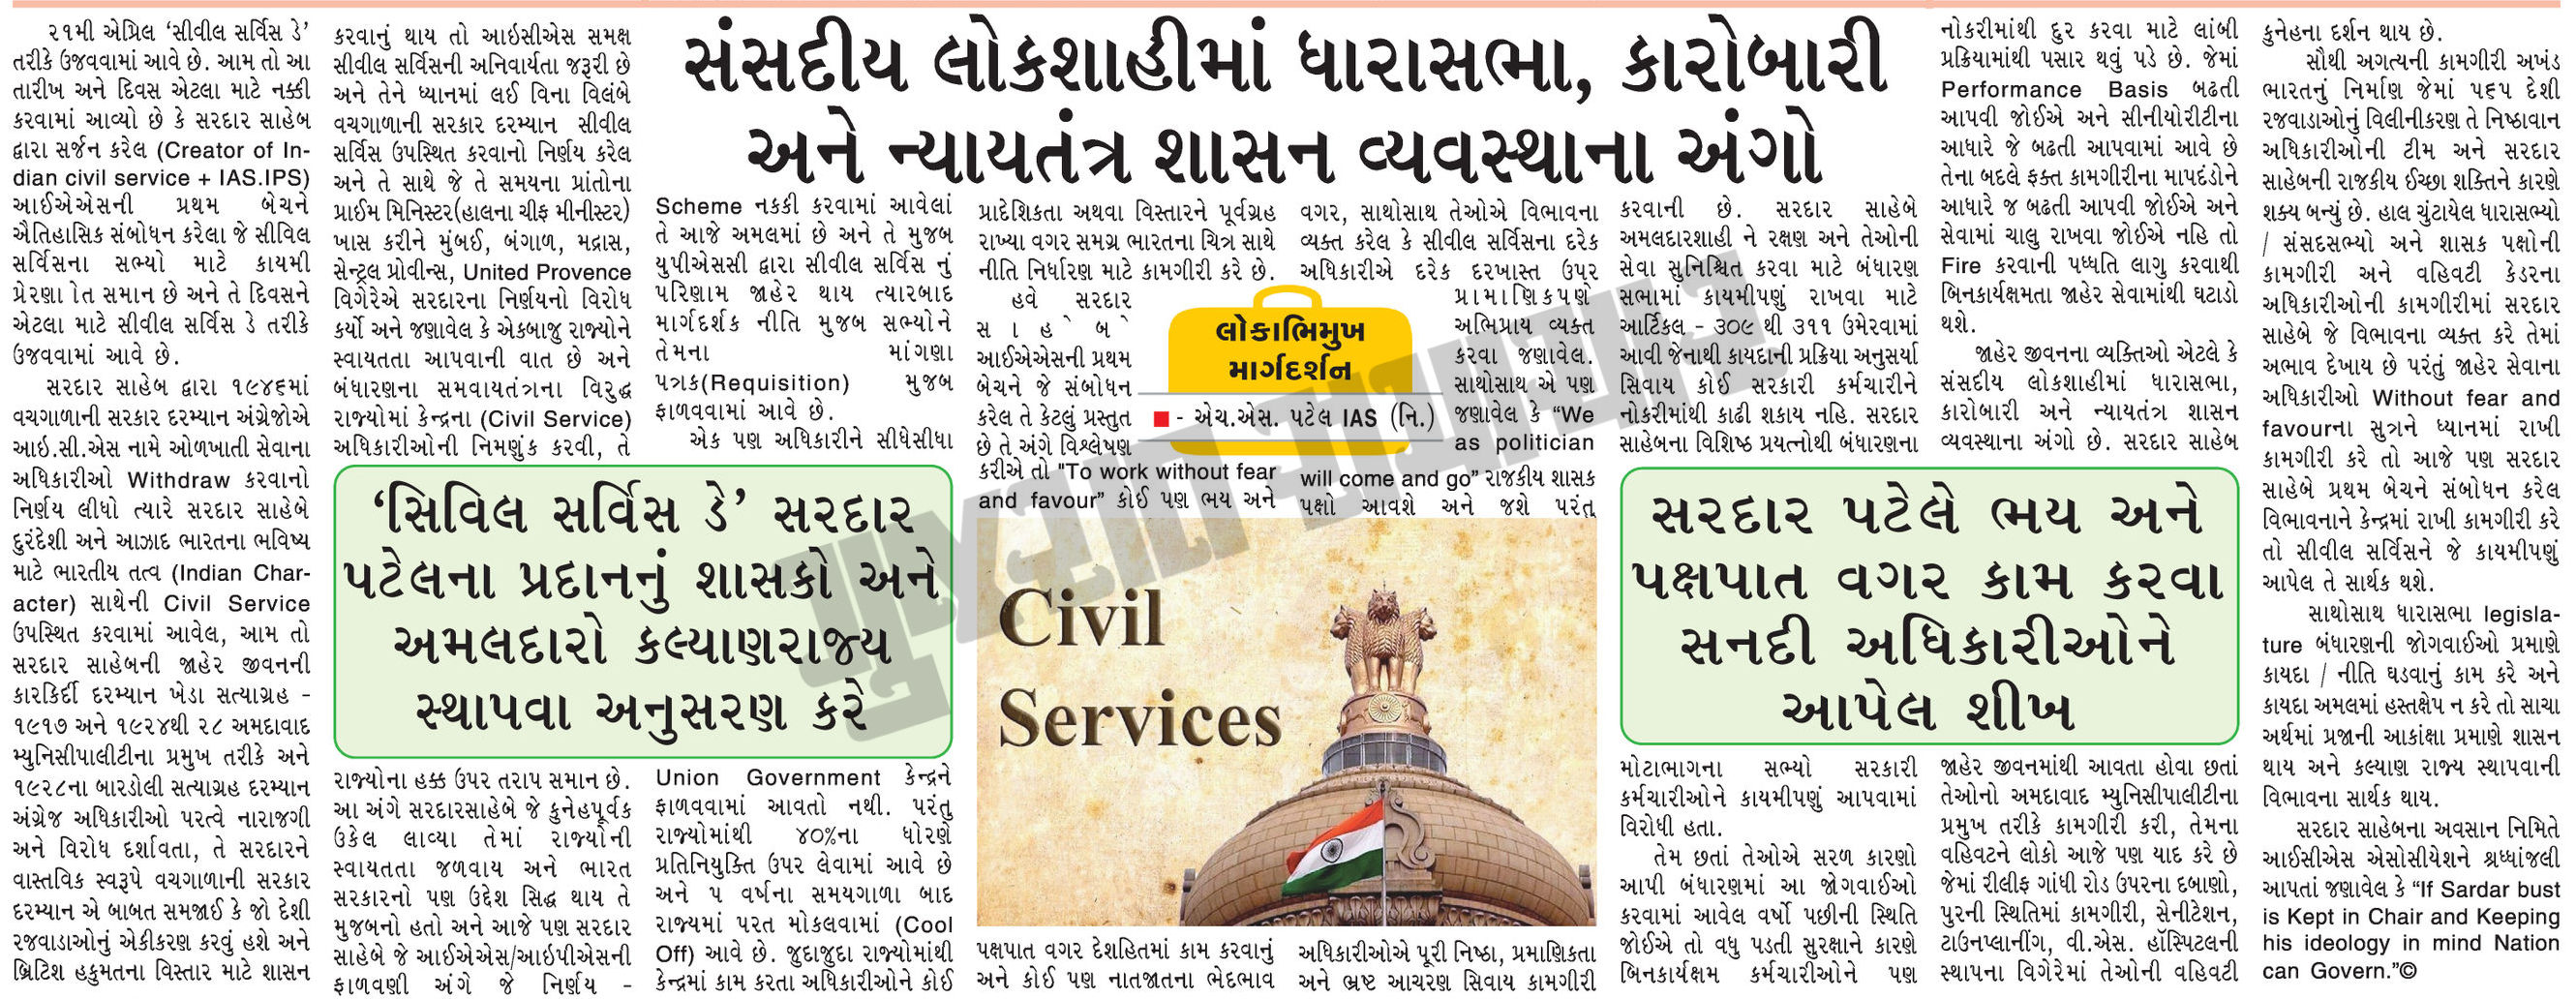 સંસદીય લોકશાહીમાં ધારાસભા, કારોબારી
અને ન્યાયતંત્ર શાસન વ્યવસ્થાના અંગો
૨૧મી એપ્રિલ ‘સીવીલ સર્વિસ ડે’
તરીકે ઉજવવામાં આવે છે. આમ તો આ
તારીખ અને દિવસ એટલા માટે નક્કી
કરવામાં આવ્યો છે કે સરદાર સાહેબ
દ્વારા સર્જન કરેલ (Creator of In-
dian civil service + IAS.IPS)
આઈએએસની પ્રથમ બેચને
ઐતિહાસિક સંબોધન કરેલા જે સીવિલ
સર્વિસના સભ્યો માટે કાયમી
પ્રેરણા ોત સમાન છે અને તે દિવસને
એટલા માટે સીવીલ સર્વિસ ડે તરીકે
ઉજવવામાં આવે છે.
સરદાર સાહેબ દ્વારા ૧૯૪૬માં
વચગાળાની સરકાર દરમ્યાન અંગ્રેજોએ
આઇ.સી.એસ નામે ઓળખાતી સેવાના
અધિકારીઓ Withdraw કરવાનો
નિર્ણય લીધો ત્યારે સરદાર સાહેબે
દુરંદેશી અને આઝાદ ભારતના ભવિષ્ય
માટે ભારતીય તત્વ (Indian Char-
acter) સાથેની Civil Service
ઉપસ્થિત કરવામાં આવેલ, આમ તો
સરદાર સાહેબની જાહેર જીવનની
કારકિર્દી દરમ્યાન ખેડા સત્યાગ્રહ -
૧૯૧૭ અને ૧૯૨૪થી ૨૮ અમદાવાદ
મ્યુનિસીપાલીટીના પ્રમુખ તરીકે અને
૧૯૨૮ના બારડોલી સત્યાગ્રહ દરમ્યાન
અંગ્રેજ અધિકારીઓ પરત્વે નારાજગી
અને વિરોધ દર્શાવતા, તે સરદારને
વાસ્તવિક સ્વરૂપે વચગાળાની સરકાર
દરમ્યાન એ બાબત સમજાઈ કે જો દેશી
રજવાડાઓનું એકીકરણ કરવું હશે અને
બ્રિટિશ હકુમતના વિસ્તાર માટે શાસન
કરવાનું થાય તો આઇસીએસ સમક્ષ
સીવીલ સર્વિસની અનિવાર્યતા જરૂરી છે
અને તેને ધ્યાનમાં લઈ વિના વિલંબે
વચગાળાની સરકાર દરમ્યાન સીવીલ
સર્વિસ ઉપસ્થિત કરવાનો નિર્ણય કરેલ
અને તે સાથે જે તે સમયના પ્રાંતોના
પ્રાઈમ મિનિસ્ટર(હાલના ચીફ મીનીસ્ટર)
ખાસ કરીને મુંબઈ, બંગાળ, મદ્રાસ,
સેન્ટ્રલ પ્રોવીન્સ, United Provence
વિગેરેએ સરદારના નિર્ણયનો વિરોધ
કર્યો અને જણાવેલ કે એકબાજુ રાજ્યોને
સ્વાયતતા આપવાની વાત છે અને
બંધારણના સમવાયતંત્રના વિરુદ્ધ
રાજ્યોમાં કેન્દ્રના (Civil Service)
અધિકારીઓની નિમણુંક કરવી, તે
‘સિવિલ સર્વિસ ડે’ સરદાર
પટેલના પ્રદાનનું શાસકો અને
અમલદારો કલ્યાણરાજ્ય
સ્થાપવા અનુસરણ કરે
રાજ્યોના હક્ક ઉપર તરાપ સમાન છે.
આ અંગે સરદારસાહેબે જે કુનેહપૂર્વક
ઉકેલ લાવ્યા તેમાં રાજ્યોની
સ્વાયતતા જળવાય અને ભારત
સરકારનો પણ ઉદ્દેશ સિદ્ધ થાય તે
મુજબનો હતો અને આજે પણ સરદાર
સાહેબે જે આઈએએસ/આઇપીએસની
ફાળવણી અંગે જે નિર્ણય -
Scheme નકકી કરવામાં આવેલાં
તે આજે અમલમાં છે અને તે મુજબ
યુપીએસસી દ્વારા સીવીલ સર્વિસ નું
પરિણામ જાહેર થાય ત્યારબાદ
માર્ગદર્શક નીતિ મુજબ સભ્યોને
તેમના માંગણા
પત્રક(Requisition) મુજબ
ફાળવવામાં આવે છે.
એક પણ અધિકારીને સીધેસીધા
Union Government કેન્દ્રને
ફાળવવામાં આવતો નથી. પરંતુ
રાજ્યોમાંથી ૪૦%ના ધોરણે
પ્રતિનિયુક્તિ ઉપર લેવામાં આવે છે
અને ૫ વર્ષના સમયગાળા બાદ
રાજ્યમાં પરત મોકલવામાં (Cool
Off) આવે છે. જુદાજુદા રાજ્યોમાંથી
કેન્દ્રમાં કામ કરતા અધિકારીઓને કોઈ
પ્રાદેશિકતા અથવા વિસ્તારને પૂર્વગ્રહ
રાખ્યા વગર સમગ્ર ભારતના ચિત્ર સાથે
નીતિ નિર્ધારણ માટે કામગીરી કરે છે.
હવે સરદાર
સાહેબે
આઈએએસની પ્રથમ
બેચને જે સંબોધન
કરેલ તે કેટલું પ્રસ્તુત
છે તે અંગે વિશ્લેષણ
કરીએ તો "To work without fear
and favour” કોઈ પણ ભય અને
લોકાભિમુખ
માર્ગદર્શન
- એચ.એસ. પટેલ IAS (નિ.)
Civil
Services
પક્ષપાત વગર દેશહિતમાં કામ કરવાનું
અને કોઈ પણ નાતજાતના ભેદભાવ
વગર, સાથોસાથ તેઓએ વિભાવના
વ્યક્ત કરેલ કે સીવીલ સર્વિસના દરેક
અધિકારીએ દરેક દરખાસ્ત ઉપર
પ્રામાણિકપણે
અભિપ્રાય વ્યક્ત
કરવા જણાવેલ.
સાથોસાથ એ પણ
જણાવેલ કે “We
as politician
will come and go” રાજકીય શાસક
પક્ષો આવશે અને જશે પરંતુ
અધિકારીઓએ પૂરી નિષ્ઠા, પ્રમાણિકતા
અને ભ્રષ્ટ આચરણ સિવાય કામગીરી
કરવાની છે. સરદાર સાહેબે
અમલદારશાહી ને રક્ષણ અને તેઓની
સેવા સુનિશ્ચિત કરવા માટે બંધારણ
સભામાં કાયમીપણું રાખવા માટે
આર્ટિકલ - ૩૦૯ થી ૩૧૧ ઉમેરવામાં
આવી જેનાથી કાયદાની પ્રક્રિયા અનુસર્યા
સિવાય કોઈ સરકારી કર્મચારીને
નોકરીમાંથી કાઢી શકાય નહિ. સરદાર
સાહેબના વિશિષ્ઠ પ્રયત્નોથી બંધારણના
સરદાર પટેલે ભય અને
પક્ષપાત વગર કામ કરવા
સનદી અધિકારીઓને
આપેલ શીખ
મોટાભાગના સભ્યો સરકારી
કર્મચારીઓને કાયમીપણું આપવામાં
વિરોધી હતા.
તેમ છતાં તેઓએ સરળ કારણો
આપી બંધારણમાં આ જોગવાઈઓ
કરવામાં આવેલ વર્ષો પછીની સ્થિતિ
જોઈએ તો વધુ પડતી સુરક્ષાને કારણે
બિનકાર્યક્ષમ કર્મચારીઓને પણ
નોકરીમાંથી દુર કરવા માટે લાંબી
પ્રક્રિયામાંથી પસાર થવું પડે છે. જેમાં
Performance Basis બઢતી
આપવી જોઈએ અને સીનીયોરીટીના
આધારે જે બઢતી આપવામાં આવે છે
તેના બદલે ફક્ત કામગીરીના માપદંડોને
આધારે જ બઢતી આપવી જોઈએ અને
સેવામાં ચાલુ રાખવા જોઈએ નહિ તો
Fire કરવાની પધ્ધતિ લાગુ કરવાથી
બિનકાર્યક્ષમતા જાહેર સેવામાંથી ઘટાડો
થશે.
જાહેર જીવનના વ્યક્તિઓ એટલે કે
સંસદીય લોકશાહીમાં ધારાસભા,
કારોબારી અને ન્યાયતંત્ર શાસન
વ્યવસ્થાના અંગો છે. સરદાર સાહેબ
જાહેર જીવનમાંથી આવતા હોવા છતાં
તેઓનો અમદાવાદ મ્યુનિસીપાલીટીના
પ્રમુખ તરીકે કામગીરી કરી, તેમના
વહિવટને લોકો આજે પણ યાદ કરે છે
જેમાં રીલીફ ગાંધી રોડ ઉપરના દબાણો,
પુરની સ્થિતિમાં કામગીરી, સેનીટેશન,
ટાઉનપ્લાનીંગ, વી.એસ. હૉસ્પિટલની
સ્થાપના વિગેરેમાં તેઓની વહિવટી
કુનેહના દર્શન થાય છે.
સૌથી અગત્યની કામગીરી અખંડ
ભારતનું નિર્માણ જેમાં ૫૬૫ દેશી
રજવાડાઓનું વિલીનીકરણ તે નિષ્ઠાવાન
અધિકારીઓની ટીમ અને સરદાર
સાહેબની રાજકીય ઈચ્છા શક્તિને કારણે
શક્ય બન્યું છે. હાલ ચુંટાયેલ ધારાસભ્યો
/ સંસદસભ્યો અને શાસક પક્ષોની
કામગીરી અને વહિવટી કેડરના
અધિકારીઓની કામગીરીમાં સરદાર
સાહેબે જે વિભાવના વ્યક્ત કરે તેમાં
અભાવ દેખાય છે પરંતું જાહેર સેવાના
અધિકારીઓ Without fear and
favourના સુત્રને ધ્યાનમાં રાખી
કામગીરી કરે તો આજે પણ સરદાર
સાહેબે પ્રથમ બેચને સંબોધન કરેલ
વિભાવનાને કેન્દ્રમાં રાખી કામગીરી કરે
તો સીવીલ સર્વિસને જે કાયમીપણું
આપેલ તે સાર્થક થશે.
સાથોસાથ ધારાસભા legisla-
ture બંધારણની જોગવાઈઓ પ્રમાણે
કાયદા / નીતિ ઘડવાનું કામ કરે અને
કાયદા અમલમાં હસ્તક્ષેપ ન કરે તો સાચા
અર્થમાં પ્રજાની આકાંક્ષા પ્રમાણે શાસન
થાય અને કલ્યાણ રાજ્ય સ્થાપવાની
વિભાવના સાર્થક થાય.
સરદાર સાહેબના અવસાન નિમિતે
આઈસીએસ એસોસીયેશને શ્રધ્ધાંજલી
આપતાં જણાવેલ કે “If Sardar bust
is Kept in Chair and Keeping
his ideology in mind Nation
can Govern.”©